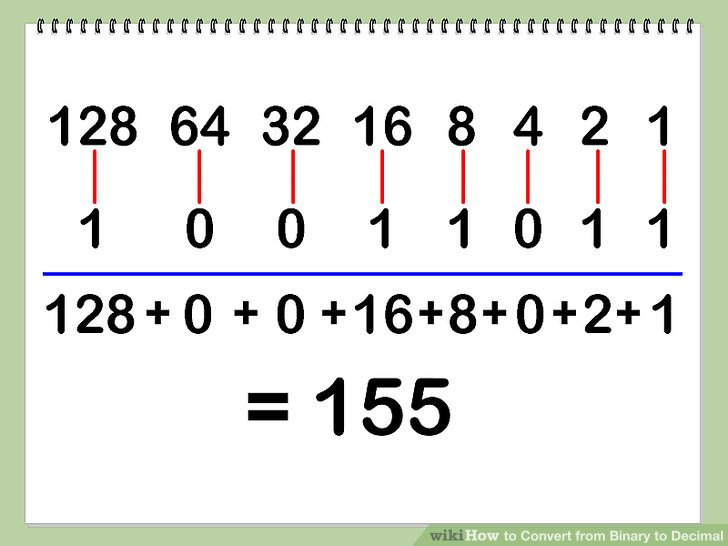 128 64 32 16 8 4 2 1
1 0 0 1 1 0 1 1
128 + 0 + 0 + 16 + 8 + 0 + 2 + 1
= 155
wikiHow to Convert from Binary to Decimal